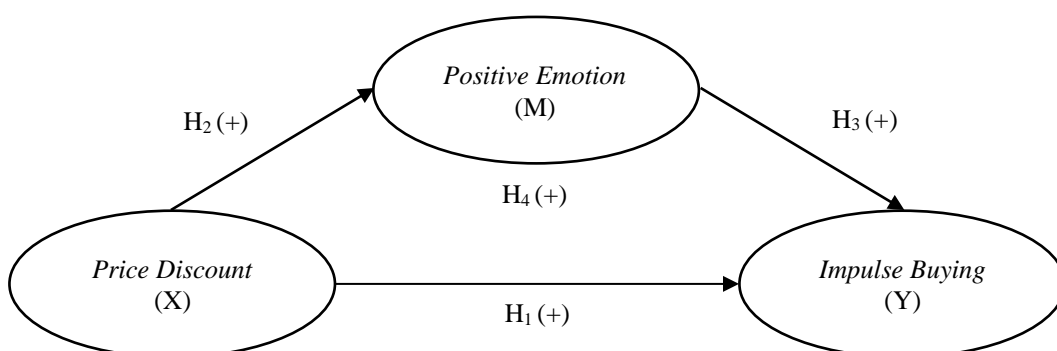 Positive Emotion
(M)
H₂ (+)
H₃ (+)
H₄ (+)
Price Discount
(X)
Impulse Buying
(Y)
H₁ (+)